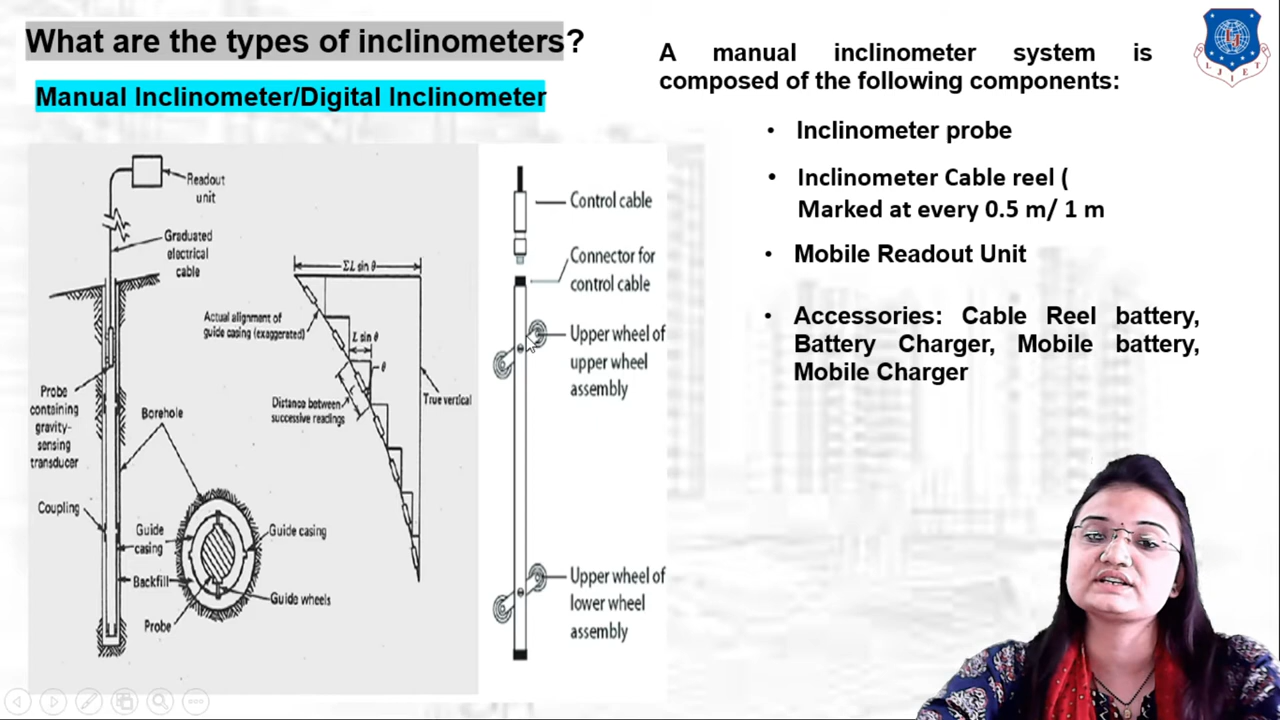 What are the types of inclinometers?
Manual Inclinometer/Digital Inclinometer
Readout
unit
Graduated
electrical
cable
Probe
containing
gravity-
sensing
transducer
Borehole
Coupling
Guide
casing
Backfill
Probe
Guide casing
Guide wheels
ΣL sin θ
Actual alignment of
guide casing (exaggerated)
L sin θ
θ
Distance between
successive readings
True vertical
Control cable
Connector for
control cable
Upper wheel of
upper wheel
assembly
Upper wheel of
lower wheel
assembly
A manual inclinometer system is
composed of the following components:
• Inclinometer probe
• Inclinometer Cable reel (
Marked at every 0.5 m/ 1 m
• Mobile Readout Unit
• Accessories: Cable Reel battery,
Battery Charger, Mobile battery,
Mobile Charger
LJIET